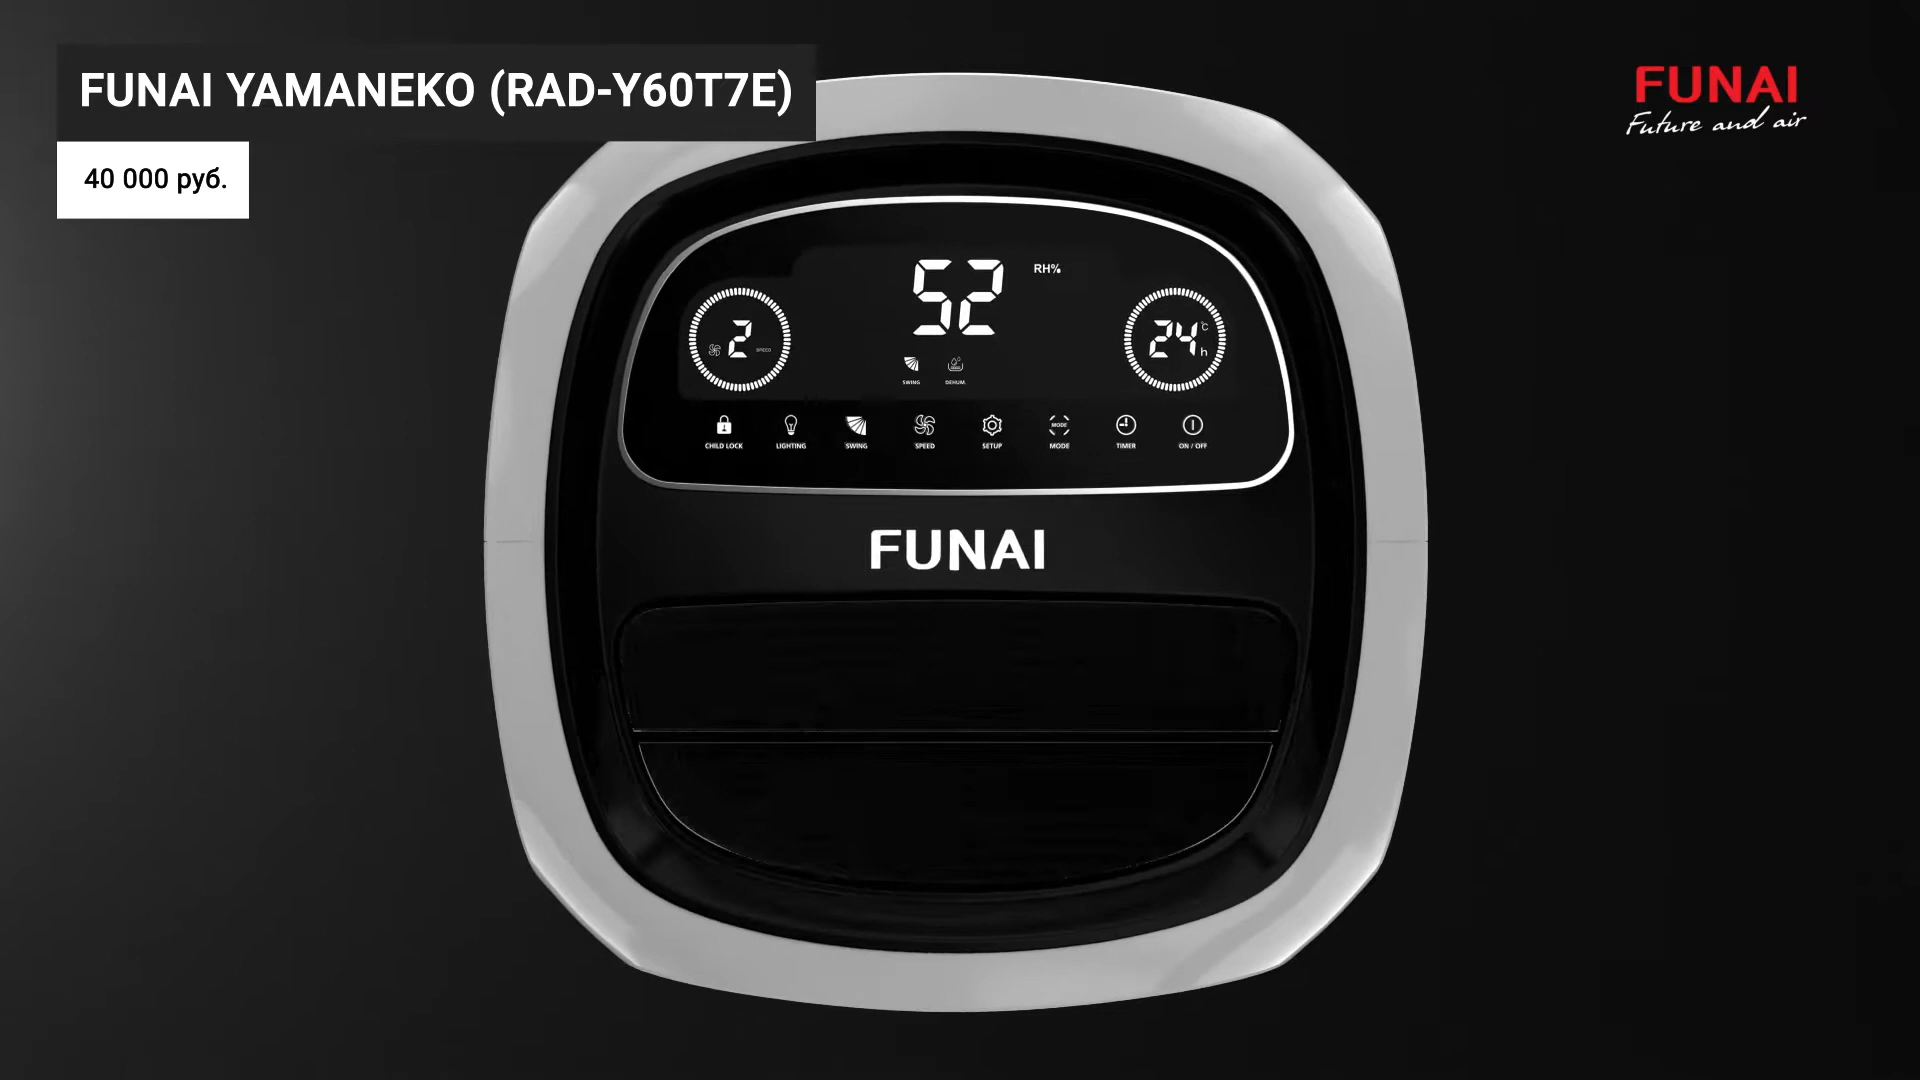 FUNAI YAMANEKO (RAD-Y60T7E)
40 000 руб.
FUNAI
Future and air
52 RH%
2 SPEED
24 °C h
SWING DEHUM.
CHILD LOCK LIGHTING SWING SPEED SETUP MODE MODE TIMER ON / OFF
FUNAI